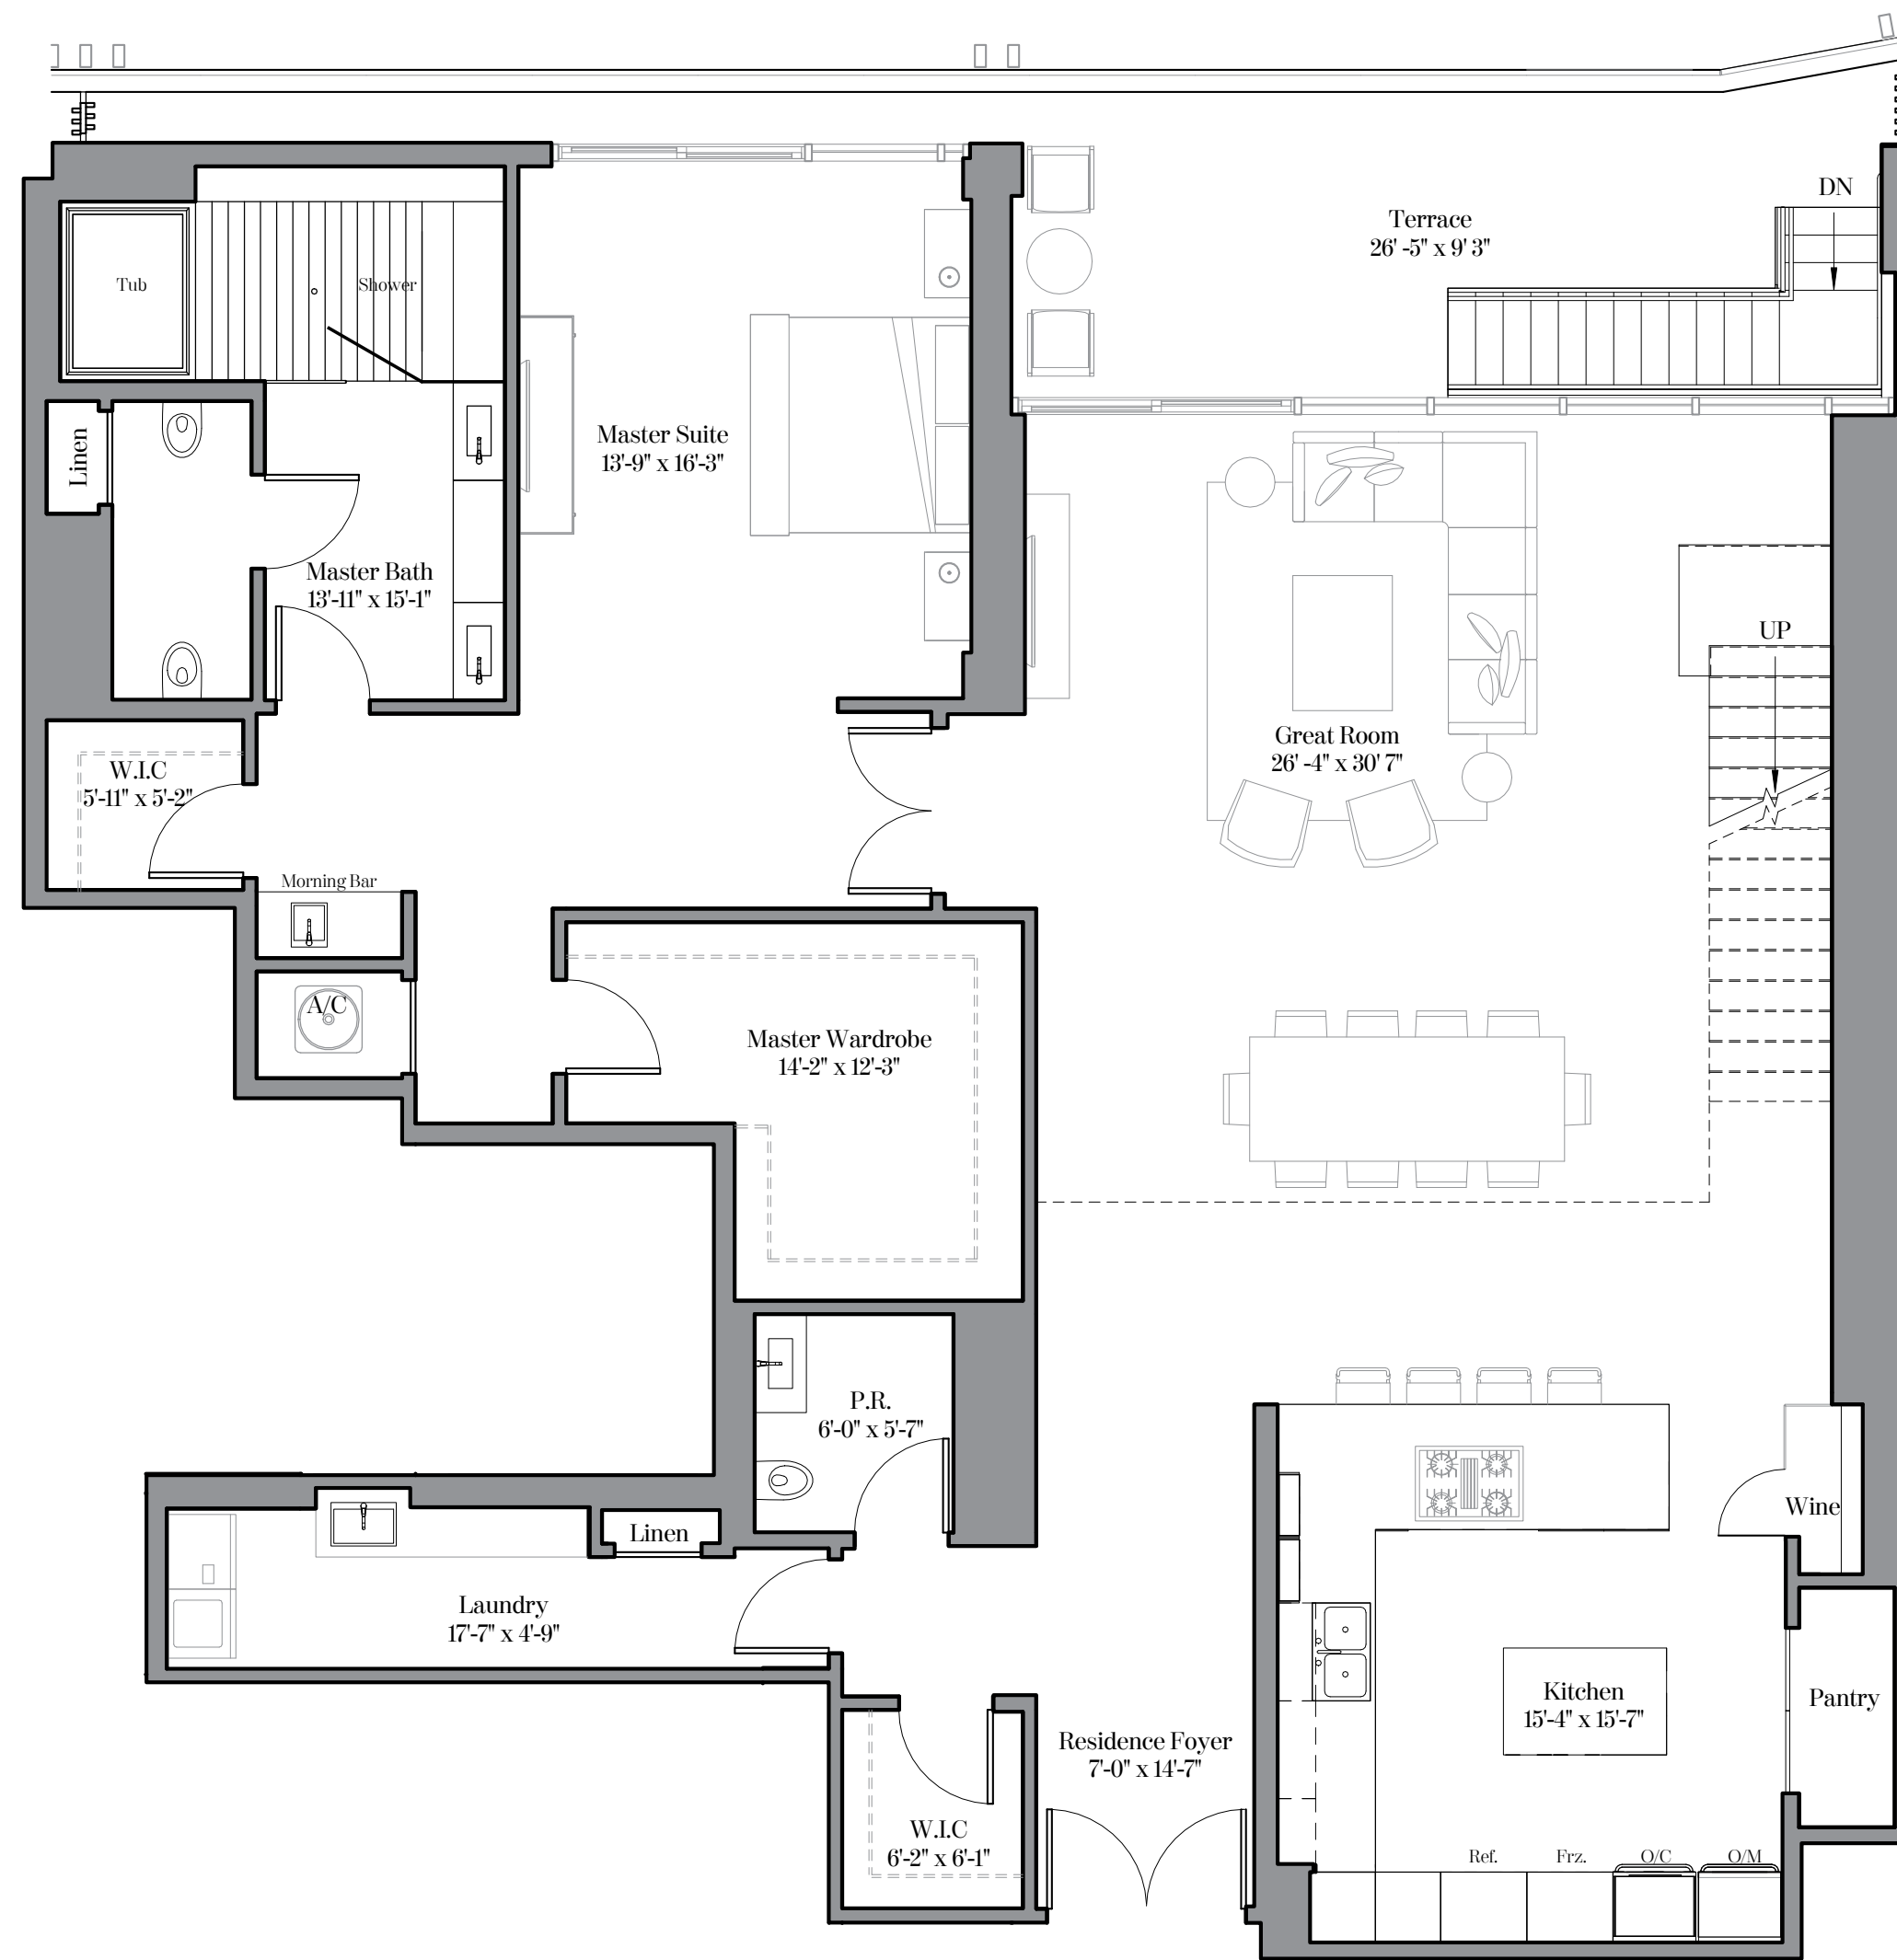 DN
Terrace
26' -5" x 9' 3"
Tub
Shower
Linen
Master Suite
13'-9" x 16'-3"
Master Bath
13'-11" x 15'-1"
UP
Great Room
26' -4" x 30' 7"
W.I.C
5'-11" x 5'-2"
Morning Bar
A/C
Master Wardrobe
14'-2" x 12'-3"
P.R.
6'-0" x 5'-7"
Wine
Linen
Laundry
17'-7" x 4'-9"
Kitchen
15'-4" x 15'-7"
Pantry
Residence Foyer
7'-0" x 14'-7"
W.I.C
6'-2" x 6'-1"
Ref.
Frz.
O/C
O/M